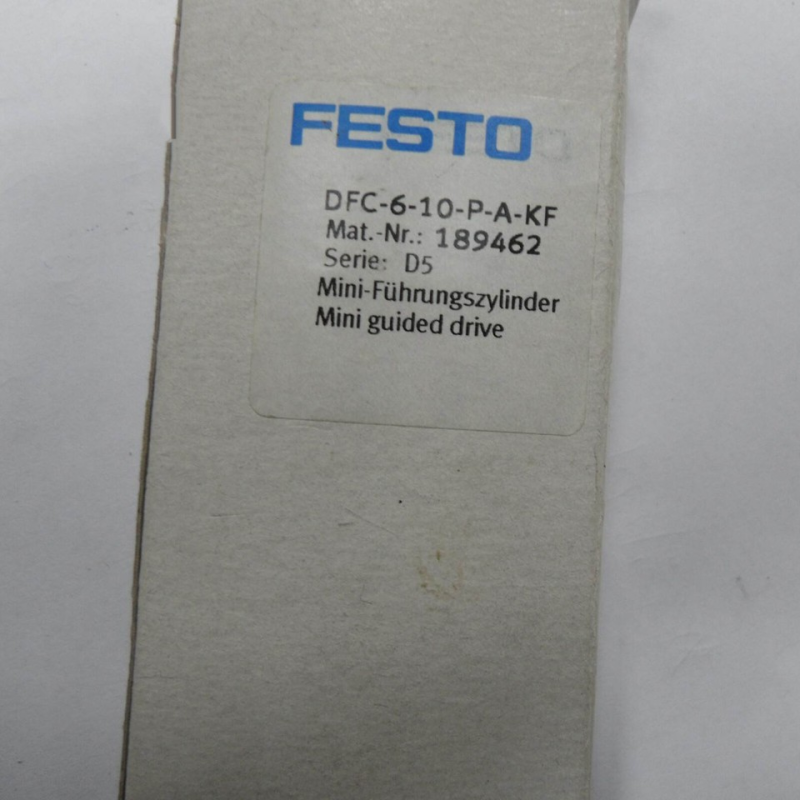 FESTO
DFC-6-10-P-A-KF
Mat.-Nr.: 189462
Serie: D5
Mini-Führungszylinder
Mini guided drive